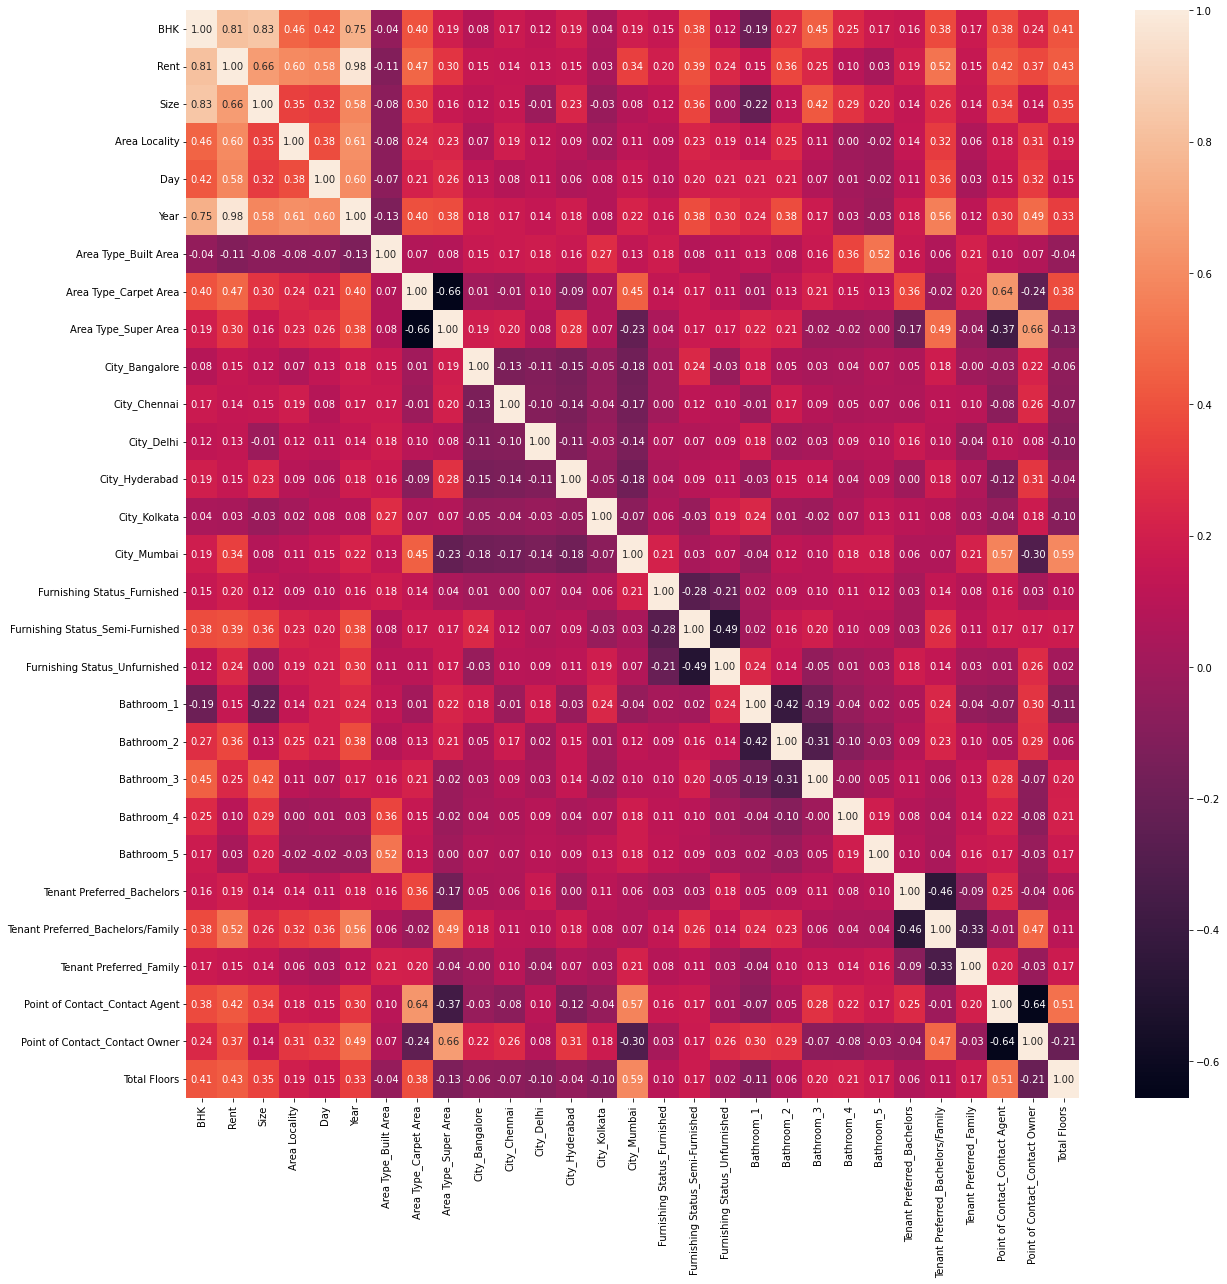 BHK 1.00 0.81 0.83 0.46 0.42 0.75 -0.04 0.40 0.19 0.08 0.17 0.12 0.19 0.04 0.19 0.15 0.38 0.12 -0.19 0.27 0.45 0.25 0.17 0.16 0.38 0.17 0.38 0.24 0.41
Rent 0.81 1.00 0.66 0.60 0.58 0.98 -0.11 0.47 0.30 0.15 0.14 0.13 0.15 0.03 0.34 0.20 0.39 0.24 0.15 0.36 0.25 0.10 0.03 0.19 0.52 0.15 0.42 0.37 0.43
Size 0.83 0.66 1.00 0.35 0.32 0.58 -0.08 0.30 0.16 0.12 0.15 -0.01 0.23 -0.03 0.08 0.12 0.36 0.00 -0.22 0.13 0.42 0.29 0.20 0.14 0.26 0.14 0.34 0.14 0.35
Area Locality 0.46 0.60 0.35 1.00 0.38 0.61 -0.08 0.24 0.23 0.07 0.19 0.12 0.09 0.02 0.11 0.09 0.23 0.19 0.14 0.25 0.11 0.00 -0.02 0.14 0.32 0.06 0.18 0.31 0.19
Day 0.42 0.58 0.32 0.38 1.00 0.60 -0.07 0.21 0.26 0.13 0.08 0.11 0.06 0.08 0.15 0.10 0.20 0.21 0.21 0.21 0.07 0.01 -0.02 0.11 0.36 0.03 0.15 0.32 0.15
Year 0.75 0.98 0.58 0.61 0.60 1.00 -0.13 0.40 0.38 0.18 0.17 0.14 0.18 0.08 0.22 0.16 0.38 0.30 0.24 0.38 0.17 0.03 -0.03 0.18 0.56 0.12 0.30 0.49 0.33
Area Type_Built Area -0.04 -0.11 -0.08 -0.08 -0.07 -0.13 1.00 0.07 0.08 0.15 0.17 0.18 0.16 0.27 0.13 0.18 0.08 0.11 0.13 0.08 0.16 0.36 0.52 0.16 0.06 0.21 0.10 0.07 -0.04
Area Type_Carpet Area 0.40 0.47 0.30 0.24 0.21 0.40 0.07 1.00 -0.66 0.01 -0.01 0.10 -0.09 0.07 0.45 0.14 0.17 0.11 0.01 0.13 0.21 0.15 0.13 0.36 -0.02 0.20 0.64 -0.24 0.38
Area Type_Super Area 0.19 0.30 0.16 0.23 0.26 0.38 0.08 -0.66 1.00 0.19 0.20 0.08 0.28 0.07 -0.23 0.04 0.17 0.17 0.22 0.21 -0.02 -0.02 0.00 -0.17 0.49 -0.04 -0.37 0.66 -0.13
City_Bangalore 0.08 0.15 0.12 0.07 0.13 0.18 0.15 0.01 0.19 1.00 -0.13 -0.11 -0.15 -0.05 -0.18 0.01 0.24 -0.03 0.18 0.05 0.03 0.04 0.07 0.05 0.18 -0.00 -0.03 0.22 -0.06
City_Chennai 0.17 0.14 0.15 0.19 0.08 0.17 0.17 -0.01 0.20 -0.13 1.00 -0.10 -0.14 -0.04 -0.17 0.00 0.12 0.10 -0.01 0.17 0.09 0.05 0.07 0.06 0.11 0.10 -0.08 0.26 -0.07
City_Delhi 0.12 0.13 -0.01 0.12 0.11 0.14 0.18 0.10 0.08 -0.11 -0.10 1.00 -0.11 -0.03 -0.14 0.07 0.07 0.09 0.18 0.02 0.03 0.09 0.10 0.16 0.10 -0.04 0.10 0.08 -0.10
City_Hyderabad 0.19 0.15 0.23 0.09 0.06 0.18 0.16 -0.09 0.28 -0.15 -0.14 -0.11 1.00 -0.05 -0.18 0.04 0.09 0.11 -0.03 0.15 0.14 0.04 0.09 0.00 0.18 0.07 -0.12 0.31 -0.04
City_Kolkata 0.04 0.03 -0.03 0.02 0.08 0.08 0.27 0.07 0.07 -0.05 -0.04 -0.03 -0.05 1.00 -0.07 0.06 -0.03 0.19 0.24 0.01 -0.02 0.07 0.13 0.11 0.08 0.03 -0.04 0.18 -0.10
City_Mumbai 0.19 0.34 0.08 0.11 0.15 0.22 0.13 0.45 -0.23 -0.18 -0.17 -0.14 -0.18 -0.07 1.00 0.21 0.03 0.07 -0.04 0.12 0.10 0.18 0.18 0.06 0.07 0.21 0.57 -0.30 0.59
Furnishing Status_Furnished 0.15 0.20 0.12 0.09 0.10 0.16 0.18 0.14 0.04 0.01 0.00 0.07 0.04 0.06 0.21 1.00 -0.28 -0.21 0.02 0.09 0.10 0.11 0.12 0.03 0.14 0.08 0.16 0.03 0.10
Furnishing Status_Semi-Furnished 0.38 0.39 0.36 0.23 0.20 0.38 0.08 0.17 0.17 0.24 0.12 0.07 0.09 -0.03 0.03 -0.28 1.00 -0.49 0.02 0.16 0.20 0.10 0.09 0.03 0.26 0.11 0.17 0.17 0.17
Furnishing Status_Unfurnished 0.12 0.24 0.00 0.19 0.21 0.30 0.11 0.11 0.17 -0.03 0.10 0.09 0.11 0.19 0.07 -0.21 -0.49 1.00 0.24 0.14 -0.05 0.01 0.03 0.18 0.14 0.03 0.01 0.26 0.02
Bathroom_1 -0.19 0.15 -0.22 0.14 0.21 0.24 0.13 0.01 0.22 0.18 -0.01 0.18 -0.03 0.24 -0.04 0.02 0.02 0.24 1.00 -0.42 -0.19 -0.04 0.02 0.05 0.24 -0.04 -0.07 0.30 -0.11
Bathroom_2 0.27 0.36 0.13 0.25 0.21 0.38 0.08 0.13 0.21 0.05 0.17 0.02 0.15 0.01 0.12 0.09 0.16 0.14 -0.42 1.00 -0.31 -0.10 -0.03 0.09 0.23 0.10 0.05 0.29 0.06
Bathroom_3 0.45 0.25 0.42 0.11 0.07 0.17 0.16 0.21 -0.02 0.03 0.09 0.03 0.14 -0.02 0.10 0.10 0.20 -0.05 -0.19 -0.31 1.00 -0.00 0.05 0.11 0.06 0.13 0.28 -0.07 0.20
Bathroom_4 0.25 0.10 0.29 0.00 0.01 0.03 0.36 0.15 -0.02 0.04 0.05 0.09 0.04 0.07 0.18 0.11 0.10 0.01 -0.04 -0.10 -0.00 1.00 0.19 0.08 0.04 0.14 0.22 -0.08 0.21
Bathroom_5 0.17 0.03 0.20 -0.02 -0.02 -0.03 0.52 0.13 0.00 0.07 0.07 0.10 0.09 0.13 0.18 0.12 0.09 0.03 0.02 -0.03 0.05 0.19 1.00 0.10 0.04 0.16 0.17 -0.03 0.17
Tenant Preferred_Bachelors 0.16 0.19 0.14 0.14 0.11 0.18 0.16 0.36 -0.17 0.05 0.06 0.16 0.00 0.11 0.06 0.03 0.03 0.18 0.05 0.09 0.11 0.08 0.10 1.00 -0.46 -0.09 0.25 -0.04 0.06
Tenant Preferred_Bachelors/Family 0.38 0.52 0.26 0.32 0.36 0.56 0.06 -0.02 0.49 0.18 0.11 0.10 0.18 0.08 0.07 0.14 0.26 0.14 0.24 0.23 0.06 0.04 0.04 -0.46 1.00 -0.33 -0.01 0.47 0.11
Tenant Preferred_Family 0.17 0.15 0.14 0.06 0.03 0.12 0.21 0.20 -0.04 -0.00 0.10 -0.04 0.07 0.03 0.21 0.08 0.11 0.03 -0.04 0.10 0.13 0.14 0.16 -0.09 -0.33 1.00 0.20 -0.03 0.17
Point of Contact_Contact Agent 0.38 0.42 0.34 0.18 0.15 0.30 0.10 0.64 -0.37 -0.03 -0.08 0.10 -0.12 -0.04 0.57 0.16 0.17 0.01 -0.07 0.05 0.28 0.22 0.17 0.25 -0.01 0.20 1.00 -0.64 0.51
Point of Contact_Contact Owner 0.24 0.37 0.14 0.31 0.32 0.49 0.07 -0.24 0.66 0.22 0.26 0.08 0.31 0.18 -0.30 0.03 0.17 0.26 0.30 0.29 -0.07 -0.08 -0.03 -0.04 0.47 -0.03 -0.64 1.00 -0.21
Total Floors 0.41 0.43 0.35 0.19 0.15 0.33 -0.04 0.38 -0.13 -0.06 -0.07 -0.10 -0.04 -0.10 0.59 0.10 0.17 0.02 -0.11 0.06 0.20 0.21 0.17 0.06 0.11 0.17 0.51 -0.21 1.00
BHK
Rent
Size
Area Locality
Day
Year
Area Type_Built Area
Area Type_Carpet Area
Area Type_Super Area
City_Bangalore
City_Chennai
City_Delhi
City_Hyderabad
City_Kolkata
City_Mumbai
Furnishing Status_Furnished
Furnishing Status_Semi-Furnished
Furnishing Status_Unfurnished
Bathroom_1
Bathroom_2
Bathroom_3
Bathroom_4
Bathroom_5
Tenant Preferred_Bachelors
Tenant Preferred_Bachelors/Family
Tenant Preferred_Family
Point of Contact_Contact Agent
Point of Contact_Contact Owner
Total Floors
1.0
0.8
0.6
0.4
0.2
0.0
−0.2
−0.4
−0.6